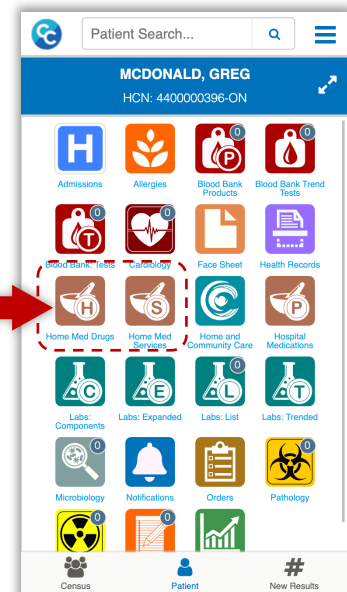 CC
Patient Search...
MCDONALD, GREG
HCN: 4400000396-ON
H
0
P
0
Admissions
Allergies
Blood Bank
Products
Blood Bank Trend
Tests
0
T
0
Blood Bank: Tests
Cardiology
Face Sheet
Health Records
H
S
P
Home Med Drugs
Home Med
Services
Home and
Community Care
Hospital
Medications
C
E
0
L
T
Labs:
Components
Labs: Expanded
Labs: List
Labs: Trended
0
0
Microbiology
Notifications
Orders
Pathology
0
0
Census
Patient
#
New Results